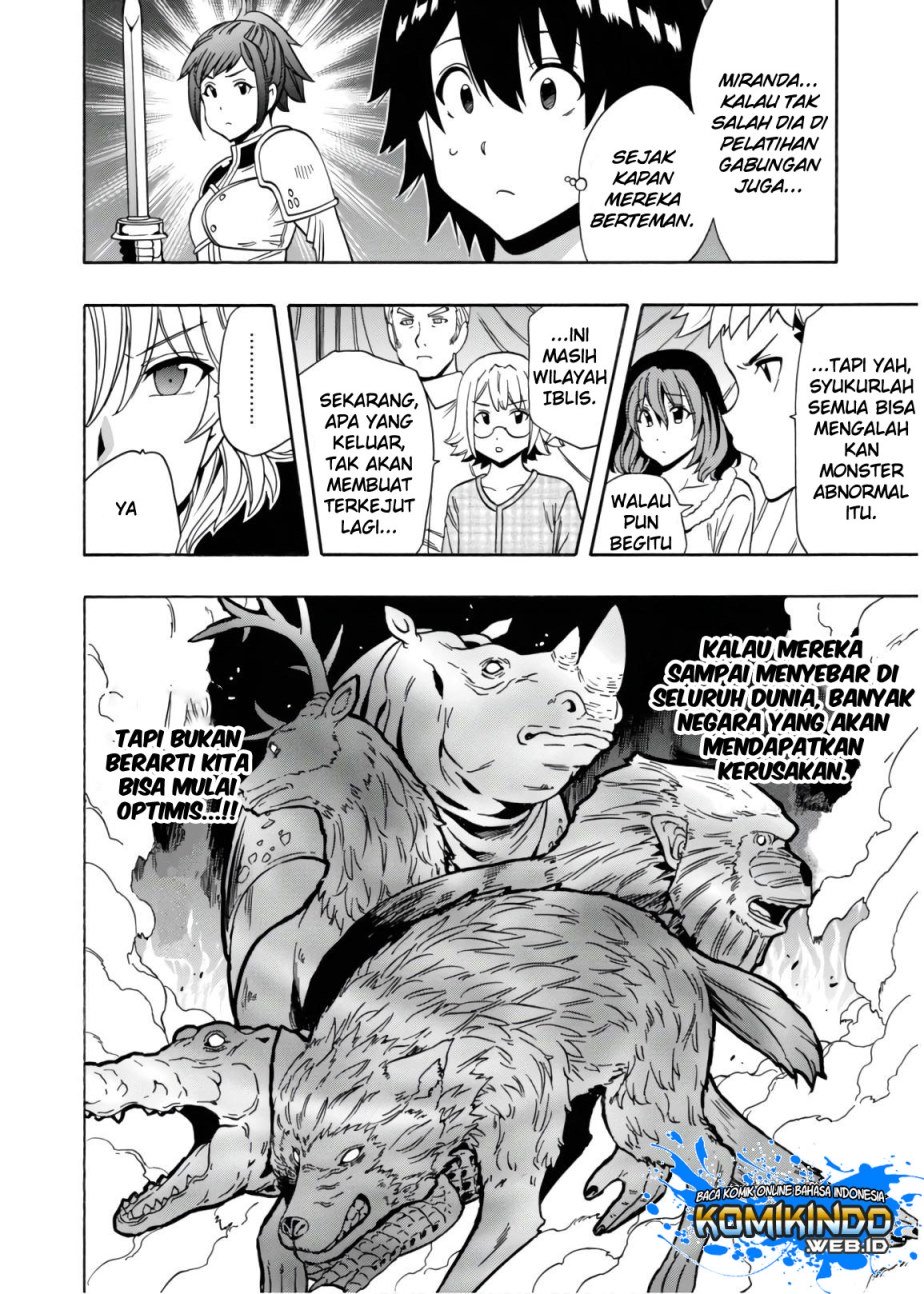 MIRANDA...
KALAU TAK
SALAH DIA DI
PELATIHAN
GABUNGAN
JUGA...
SEJAK
KAPAN
MEREKA
BERTEMAN.
...TAPI YAH,
SYUKURLAH
SEMUA BISA
MENGALAH
KAN
MONSTER
ABNORMAL
ITU.
WALAU
PUN
BEGITU
...INI
MASIH
WILAYAH
IBLIS.
SEKARANG,
APA YANG
KELUAR,
TAK AKAN
MEMBUAT
TERKEJUT
LAGI...
..........
YA
KALAU MEREKA
SAMPAI MENYEBAR DI
SELURUH DUNIA, BANYAK
NEGARA YANG AKAN
MENDAPATKAN
KERUSAKAN.
TAPI BUKAN
BERARTI KITA
BISA MULAI
OPTIMIS...!!
BACA KOMIK ONLINE BAHASA INDONESIA
KOMIKINDO
WEB.ID